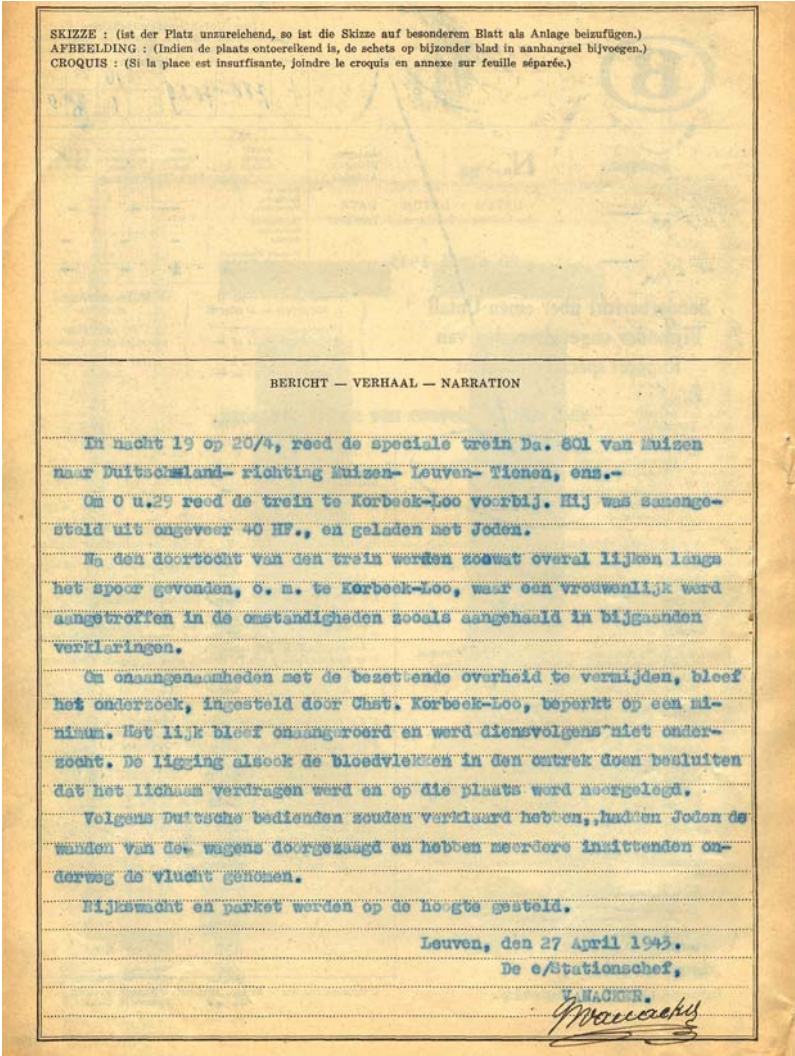 SKIZZE : (ist der Platz unzureichend, so ist die Skizze auf besonderem Blatt als Anlage beizufügen.)
AFBEELDING : (Indien de plaats ontoereikend is, de schets op bijzonder blad in aanhangsel bijvoegen.)
CROQUIS : (Si la place est insuffisante, joindre le croquis en annexe sur feuille séparée.)
BERICHT — VERHAAL — NARRATION
In nacht 19 op 20/4, reed de speciale trein Da. 801 van Muizen
naar Duitschland- richting Muizen- Leuven- Tienen, enz.-
Om 0 u.29 reed de trein te Korbeek-Loo voorbij. Hij was samenge-
steld uit ongeveer 40 HF., en geladen met Joden.
Na den doortocht van den trein werden zoowat overal lijken langs
het spoor gevonden, o. m. te Korbeek-Loo, waar een vrouwenlijk werd
aangetroffen in de omstandigheden zooals aangehaald in bijgaanden
verklaringen.
Om onaangenaamheden met de bezettende overheid te vermijden, bleef
het onderzoek, ingesteld door Chst. Korbeek-Loo, beperkt op een mi-
nimum. Het lijk bleef onaangeroerd en werd diensvolgens niet onder-
zocht. De ligging alsook de bloedvlekken in den omtrek doen besluiten
dat het lichaam verdragen werd en op die plaats werd neergelegd.
Volgens Duitsche bedienden zouden verklaard hebben,,hadden Joden de
wanden van de wagens doorgezaagd en hebben meerdere inzittenden on-
derweg de vlucht genomen.
Rijkswacht en parket werden op de hoogte gesteld.
Leuven, den 27 April 1943.
De e/Stationschef,
VANACKER.